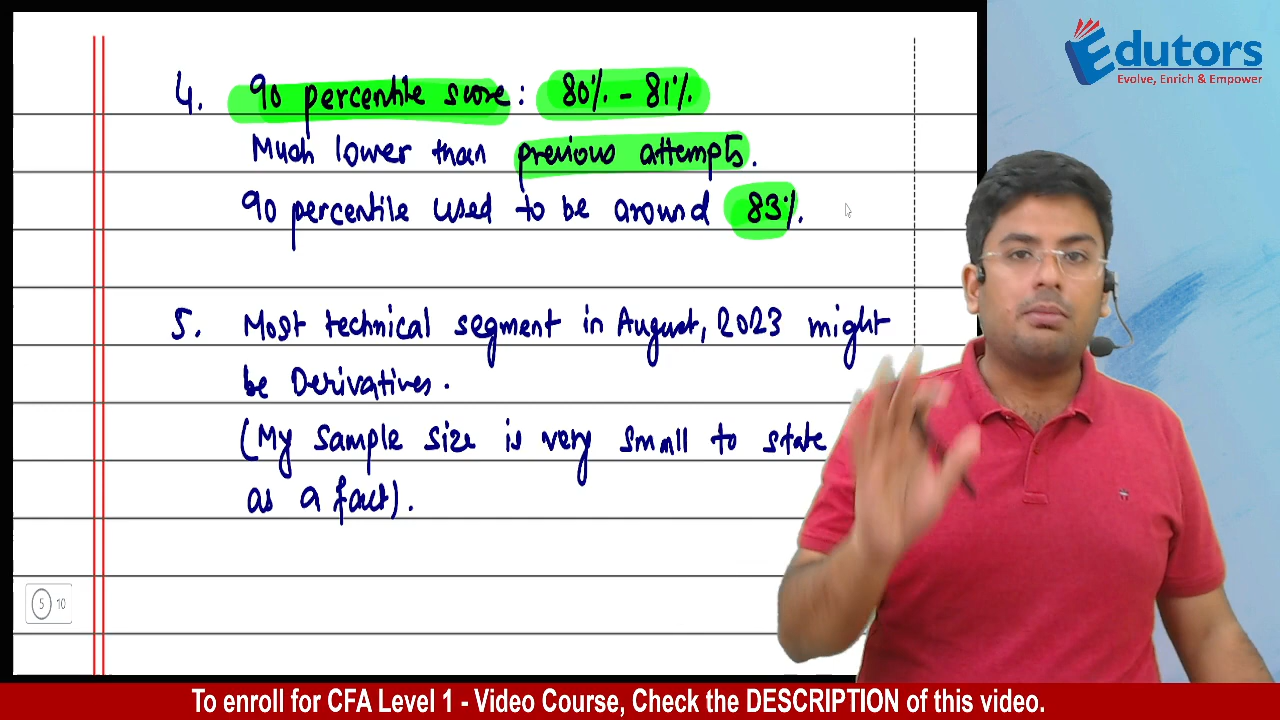 Edutors
Evolve, Enrich & Empower
4. 90 percentile score: 80% - 81%
Much lower than previous attempts.
90 percentile used to be around 83%.
5. Most technical segment in August, 2023 might
be Derivatives.
(My sample size is very small to state
as a fact).
5 10
To enroll for CFA Level 1 - Video Course, Check the DESCRIPTION of this video.